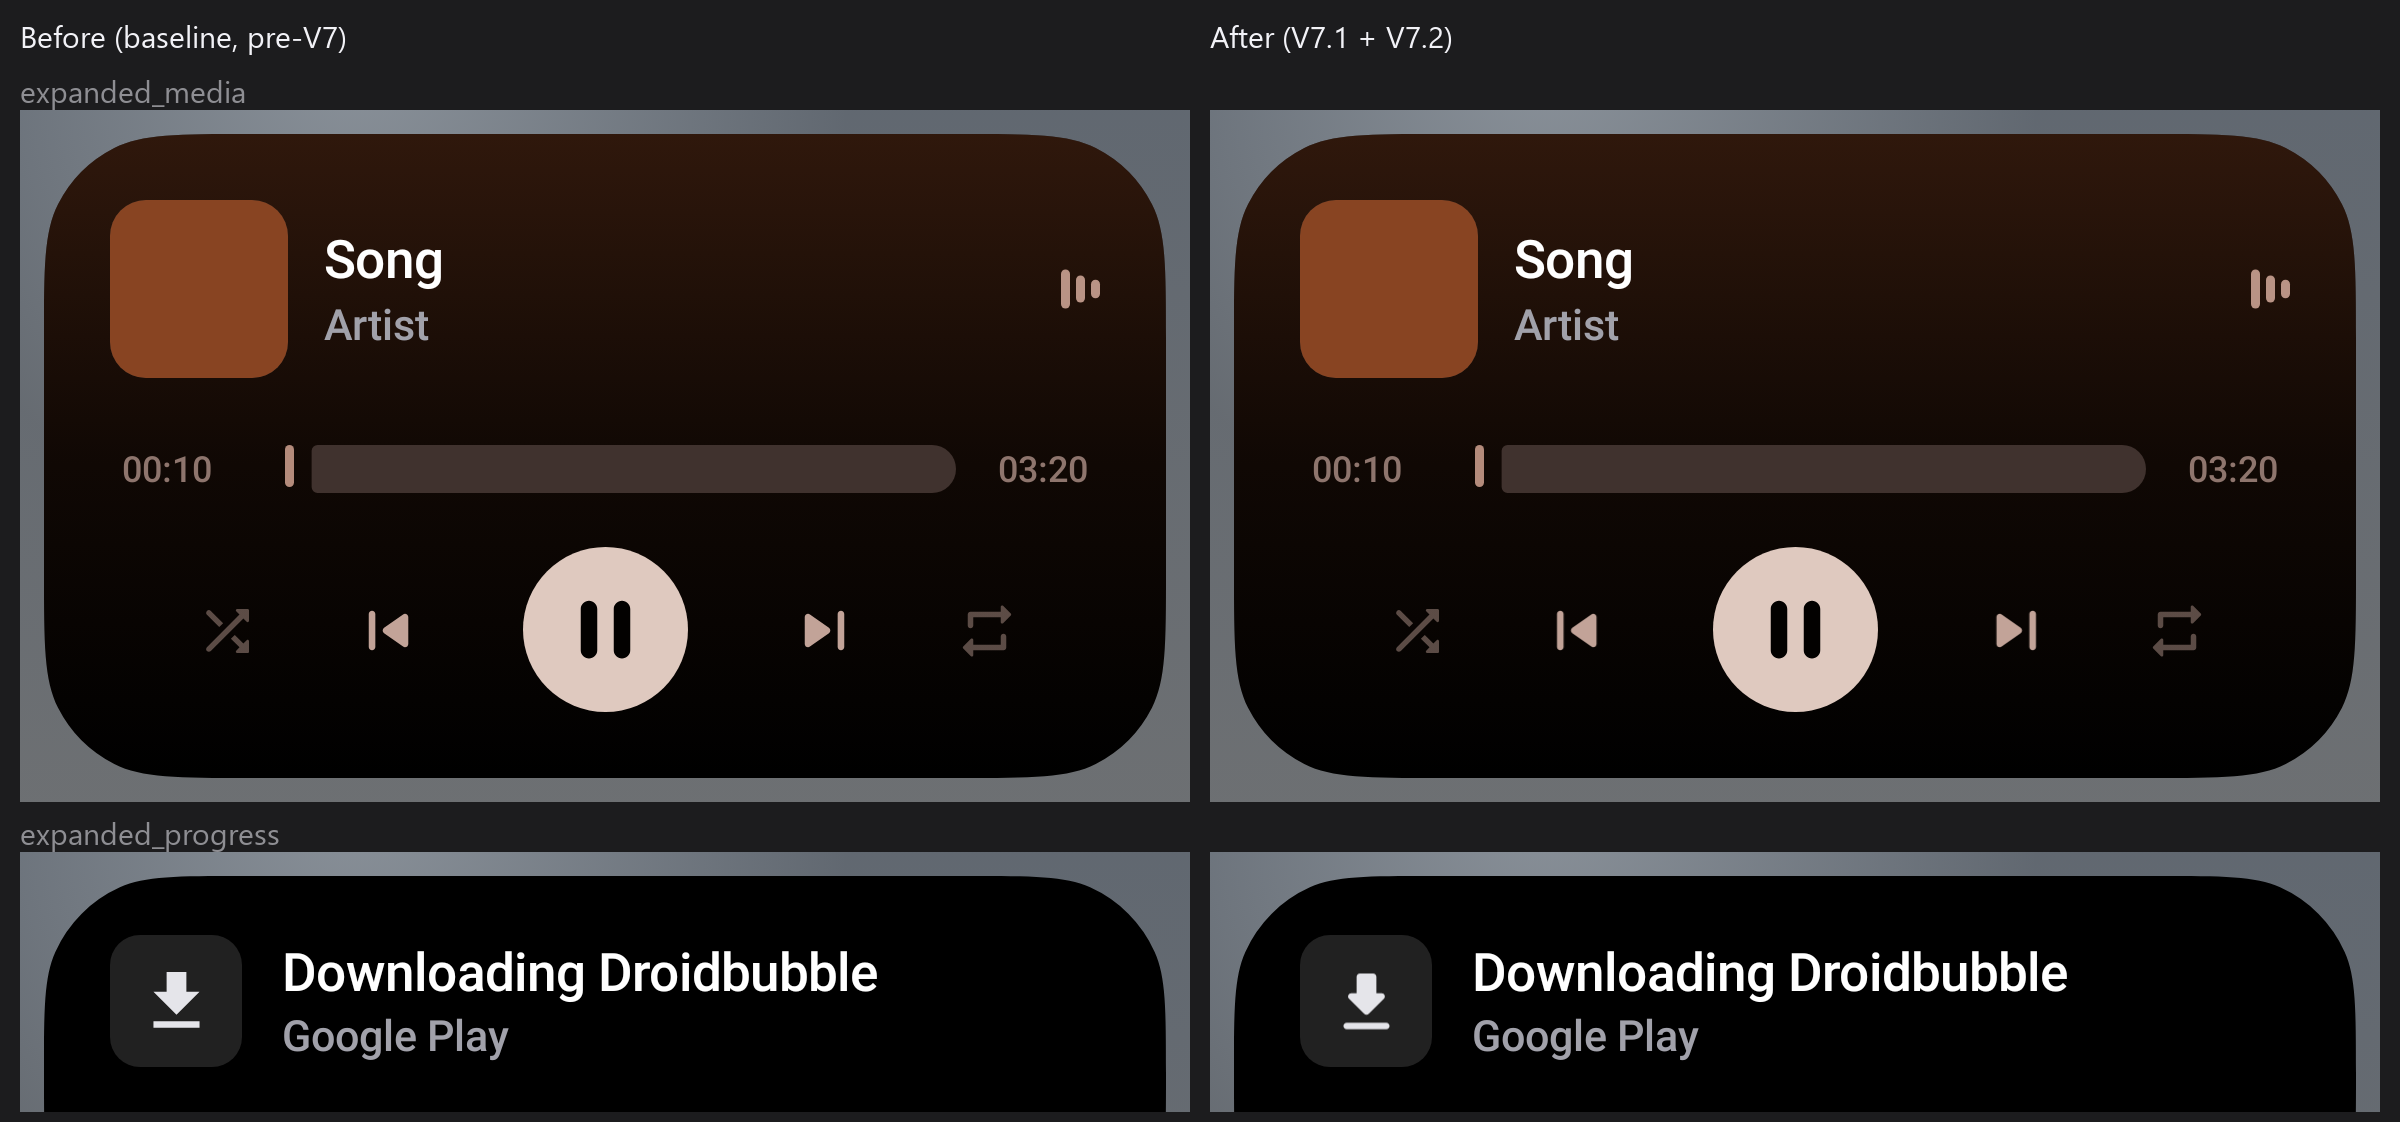 Before (baseline, pre-V7)
After (V7.1 + V7.2)
expanded_media
Song
Artist
00:10
03:20
Song
Artist
00:10
03:20
expanded_progress
Downloading Droidbubble
Google Play
Downloading Droidbubble
Google Play